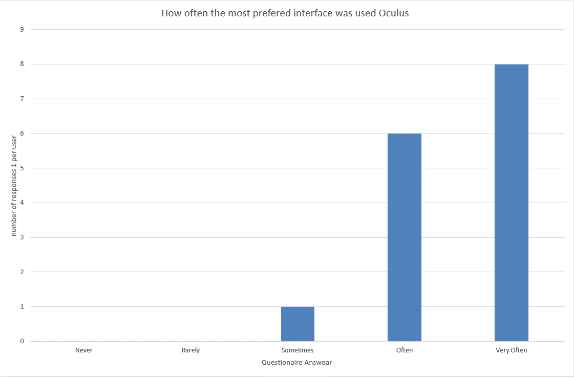 How often the most prefered interface was used Oculus
9
8
7
6
5
4
3
2
1
0
number of responses 1 per user
Never Rarely Sometimes Often Very Often
Questionaire Answear